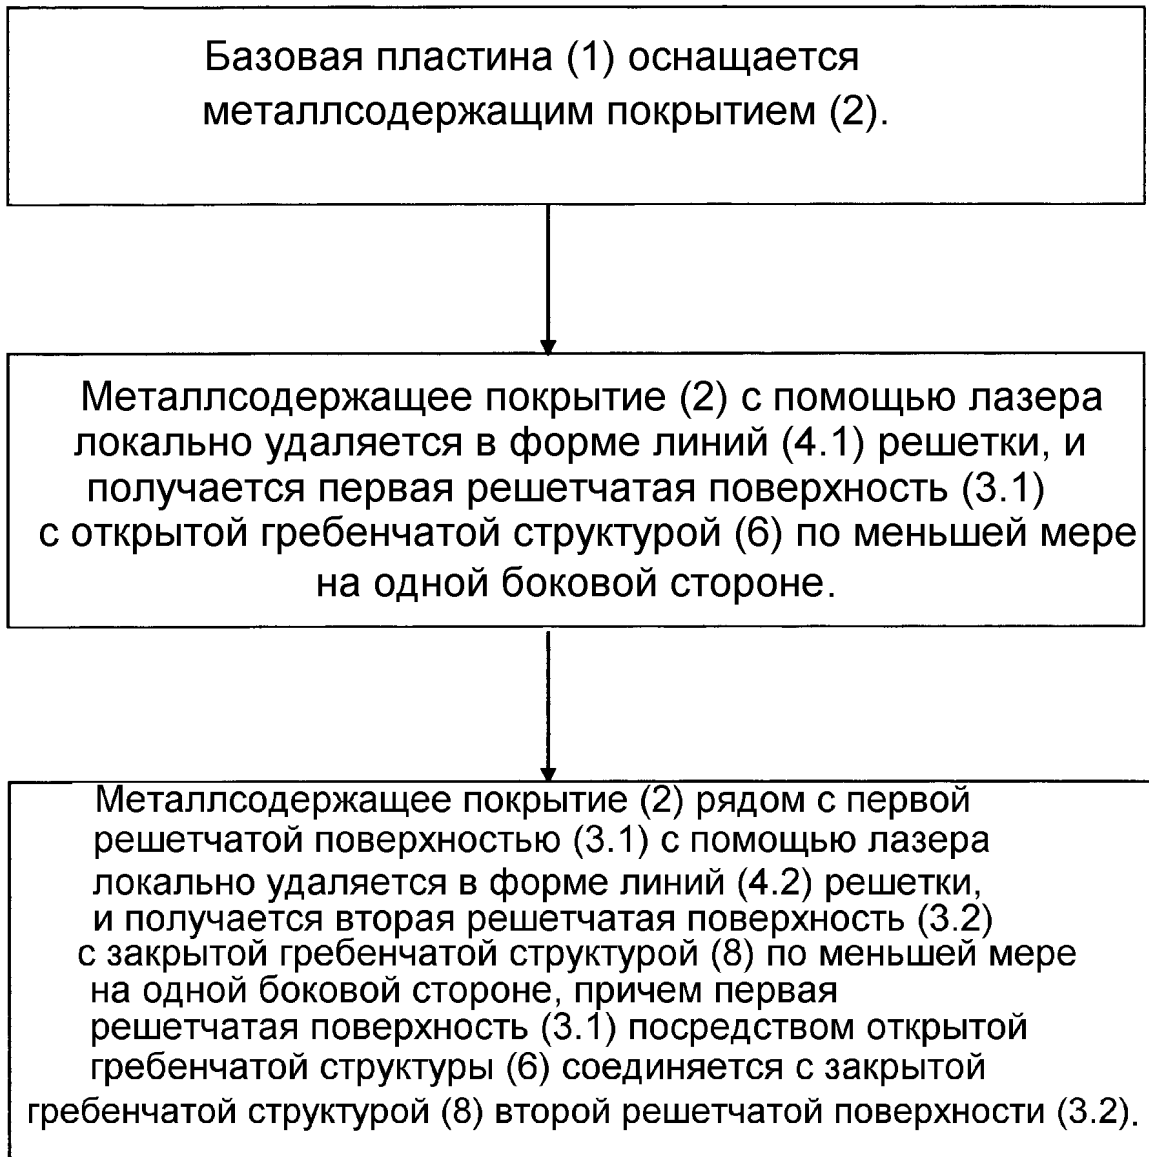 Базовая пластина (1) оснащается
металлсодержащим покрытием (2).
Металлсодержащее покрытие (2) с помощью лазера
локально удаляется в форме линий (4.1) решетки, и
получается первая решетчатая поверхность (3.1)
с открытой гребенчатой структурой (6) по меньшей мере
на одной боковой стороне.
Металлсодержащее покрытие (2) рядом с первой
решетчатой поверхностью (3.1) с помощью лазера
локально удаляется в форме линий (4.2) решетки,
и получается вторая решетчатая поверхность (3.2)
с закрытой гребенчатой структурой (8) по меньшей мере
на одной боковой стороне, причем первая
решетчатая поверхность (3.1) посредством открытой
гребенчатой структуры (6) соединяется с закрытой
гребенчатой структурой (8) второй решетчатой поверхности (3.2).